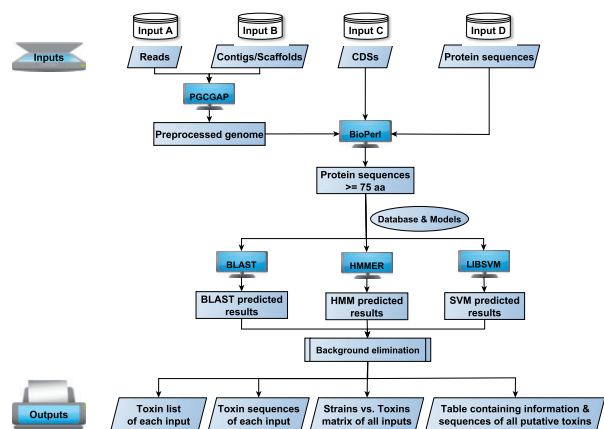 Input A
Input B
Input C
Input D
Inputs
Reads
Contigs/Scaffolds
CDSs
Protein sequences
PGCGAP
Preprocessed genome
BioPerl
Protein sequences
>= 75 aa
Database & Models
BLAST
HMMER
LIBSVM
BLAST predicted
results
HMM predicted
results
SVM predicted
results
Background elimination
Outputs
Toxin list
of each input
Toxin sequences
of each input
Strains vs. Toxins
matrix of all inputs
Table containing information &
sequences of all putative toxins